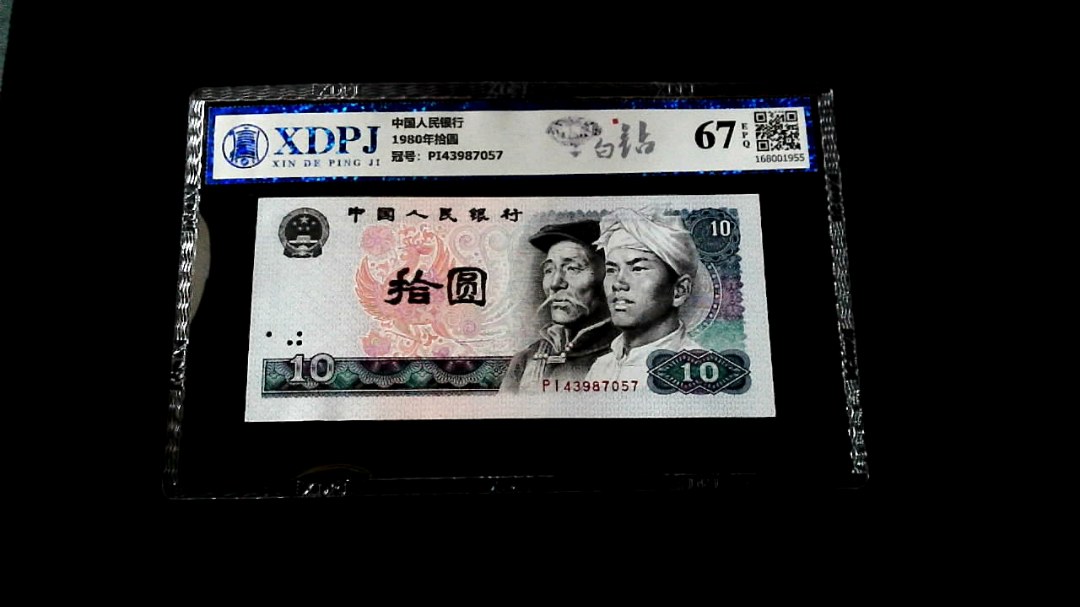 XDPJ
XIN DE PING JI
中国人民银行
1980年拾圆
冠号：PI43987057
白钻
67
EPQ
168001955
中国人民银行
10
拾圆
10
PI43987057
10